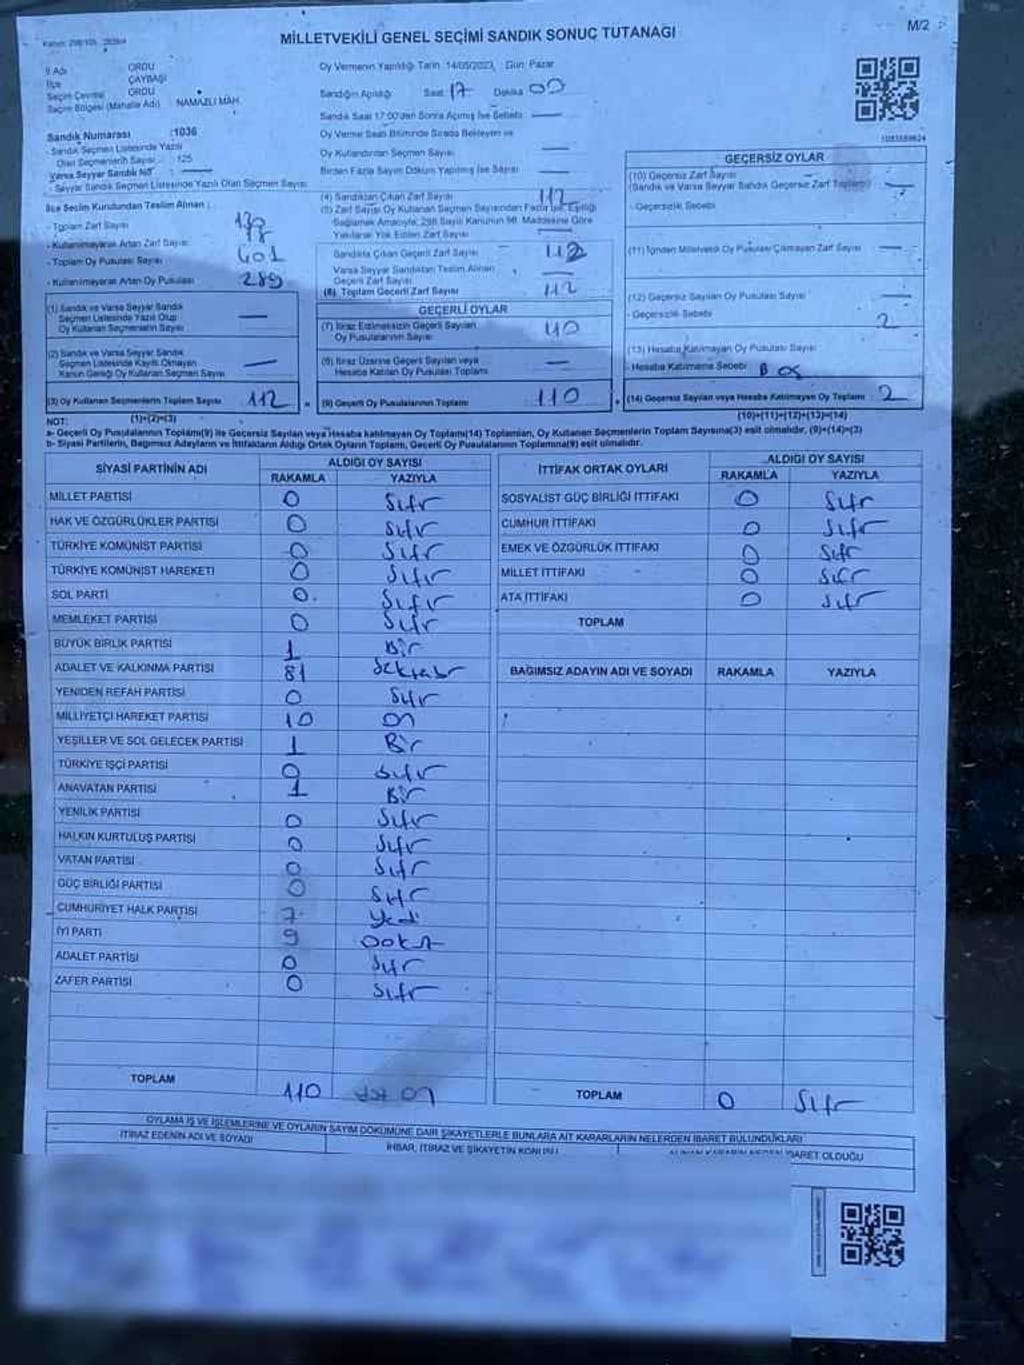 M/2
MİLLETVEKİLİ GENEL SEÇİMİ SANDIK SONUÇ TUTANAĞI
İl Adı ORDU
İlçe ÇAYBAŞI
Seçim Çevresi ORDU
Seçim Bölgesi (Mahalle Adı) NAMAZLI MAH.
Sandık Numarası :1036
- Sandık Seçmen Listesinde Yazılı
Olan Seçmenlerin Sayısı : 125
Varsa Seyyar Sandık No
- Seyyar Sandık Seçmen Listesinde Yazılı Olan Seçmen Sayısı
İlçe Seçim Kurulundan Teslim Alınan :
- Toplam Zarf Sayısı
- Kullanılmayarak Artan Zarf Sayısı
- Toplam Oy Pusulası Sayısı 401
- Kullanılmayarak Artan Oy Pusulası 289
(1) Sandık ve Varsa Seyyar Sandık
Seçmen Listesinde Yazılı Olup
Oy Kullanan Seçmenlerin Sayısı —
(2) Sandık ve Varsa Seyyar Sandık
Seçmen Listesinde Kayıtlı Olmayan
Kanun Gereği Oy Kullanan Seçmen Sayısı —
(3) Oy Kullanan Seçmenlerin Toplam Sayısı 112
(1)+(2)=(3)
Oy Vermenin Yapıldığı Tarih :14/05/2023, Gün: Pazar
Sandığın Açıldığı Saat 17 Dakika 00
Sandık Saat 17:00'den Sonra Açılmış İse Sebebi —
Oy Verme Saati Bitiminde Sırada Bekleyen ve
Oy Kullandırılan Seçmen Sayısı —
Birden Fazla Sayım Döküm Yapılmış İse Sayısı —
(4) Sandıktan Çıkan Zarf Sayısı 112
(5) Zarf Sayısı Oy Kullanan Seçmen Sayısından Fazla İse, Eşitliği
Sağlamak Amacıyla; 298 Sayılı Kanunun 98. Maddesine Göre
Yakılarak Yok Edilen Zarf Sayısı —
Sandıkta Çıkan Geçerli Zarf Sayısı 112
Varsa Seyyar Sandıktan Teslim Alınan
Geçerli Zarf Sayısı —
(6) Toplam Geçerli Zarf Sayısı 112
GEÇERLİ OYLAR
(7) İtiraz Edilmeksizin Geçerli Sayılan
Oy Pusulalarının Sayısı 110
(8) İtiraz Üzerine Geçerli Sayılan veya
Hesaba Katılan Oy Pusulası Toplamı —
(9) Geçerli Oy Pusulalarının Toplamı 110
GEÇERSİZ OYLAR
(10) Geçersiz Zarf Sayısı
(Sandık ve Varsa Seyyar Sandık Geçersiz Zarf Toplamı) —
- Geçersizlik Sebebi
(11) İçinden Milletvekili Oy Pusulası Çıkmayan Zarf Sayısı —
(12) Geçersiz Sayılan Oy Pusulası Sayısı —
- Geçersizlik Sebebi
2
(13) Hesaba Katılmayan Oy Pusulası Sayısı
- Hesaba Katılmama Sebebi Boş
(14) Geçersiz Sayılan veya Hesaba Katılmayan Oy Toplamı 2
(10)+(11)+(12)+(13)=(14)
NOT:
a- Geçerli Oy Pusulalarının Toplamı(9) ile Geçersiz Sayılan veya Hesaba katılmayan Oy Toplamı(14) Toplamları, Oy Kullanan Seçmenlerin Toplam Sayısına(3) eşit olmalıdır. (9)+(14)=(3)
b- Siyasi Partilerin, Bağımsız Adayların ve İttifakların Aldığı Ortak Oyların Toplamı, Geçerli Oy Pusulalarının Toplamına(9) eşit olmalıdır.
SİYASİ PARTİNİN ADI ALDIĞI OY SAYISI
RAKAMLA YAZIYLA
MİLLET PARTİSİ 0 Sıfır
HAK VE ÖZGÜRLÜKLER PARTİSİ 0 Sıfır
TÜRKİYE KOMÜNİST PARTİSİ 0 Sıfır
TÜRKİYE KOMÜNİST HAREKETİ 0 Sıfır
SOL PARTİ 0 Sıfır
MEMLEKET PARTİSİ 0 Sıfır
BÜYÜK BİRLİK PARTİSİ 1 Bir
ADALET VE KALKINMA PARTİSİ 81
YENİDEN REFAH PARTİSİ 0 Sıfır
MİLLİYETÇİ HAREKET PARTİSİ 10 On
YEŞİLLER VE SOL GELECEK PARTİSİ 1 Bir
TÜRKİYE İŞÇİ PARTİSİ 0 Sıfır
ANAVATAN PARTİSİ 1 Bir
YENİLİK PARTİSİ 0 Sıfır
HALKIN KURTULUŞ PARTİSİ 0 Sıfır
VATAN PARTİSİ 0 Sıfır
GÜÇ BİRLİĞİ PARTİSİ 0 Sıfır
CUMHURİYET HALK PARTİSİ 7 Yedi
İYİ PARTİ 9 Dokuz
ADALET PARTİSİ 0 Sıfır
ZAFER PARTİSİ 0 Sıfır
TOPLAM 110
İTTİFAK ORTAK OYLARI ALDIĞI OY SAYISI
RAKAMLA YAZIYLA
SOSYALİST GÜÇ BİRLİĞİ İTTİFAKI 0 Sıfır
CUMHUR İTTİFAKI 0 Sıfır
EMEK VE ÖZGÜRLÜK İTTİFAKI 0 Sıfır
MİLLET İTTİFAKI 0 Sıfır
ATA İTTİFAKI 0 Sıfır
TOPLAM
BAĞIMSIZ ADAYIN ADI VE SOYADI RAKAMLA YAZIYLA
TOPLAM 0 Sıfır
OYLAMA İŞ VE İŞLEMLERİNE VE OYLARIN SAYIM DÖKÜMÜNE DAİR ŞİKAYETLERLE BUNLARA AİT KARARLARIN NELERDEN İBARET BULUNDUKLARI
İTİRAZ EDENİN ADI VE SOYADI
İHBAR, İTİRAZ VE ŞİKAYETİN KONUSU
ALINAN KARARIN NEDEN İBARET OLDUĞU